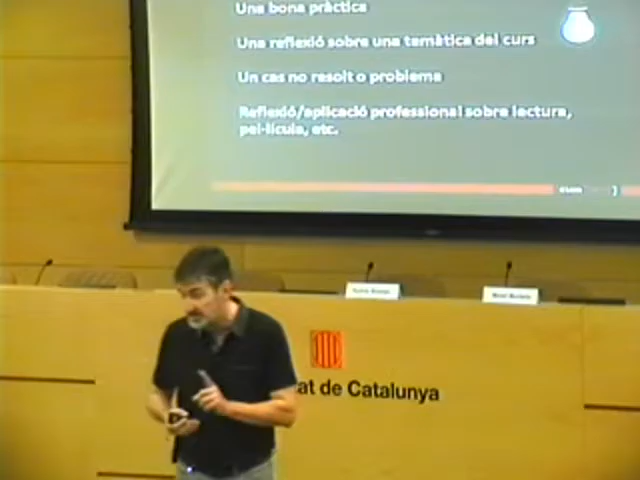 Una bona pràctica
Una reflexió sobre una temàtica del curs
Un cas no resolt o problema
Reflexió/aplicació professional sobre lectura,
pel·lícula, etc.
at de Catalunya